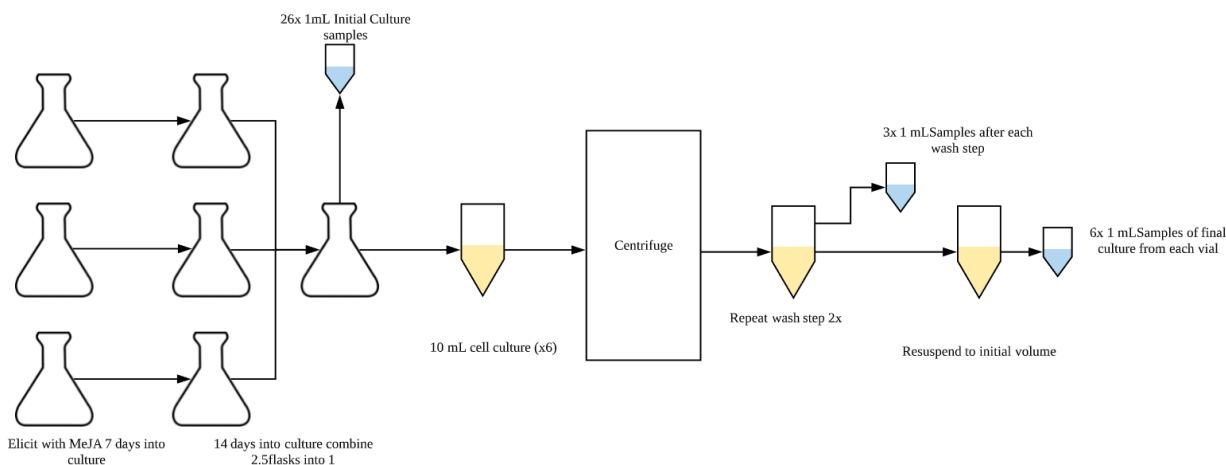 26x 1mL Initial Culture
samples
3x 1 mLSamples after each
wash step
Centrifuge
6x 1 mLSamples of final
culture from each vial
Repeat wash step 2x
10 mL cell culture (x6)
Resuspend to initial volume
Elicit with MeJA 7 days into
culture
14 days into culture combine
2.5flasks into 1